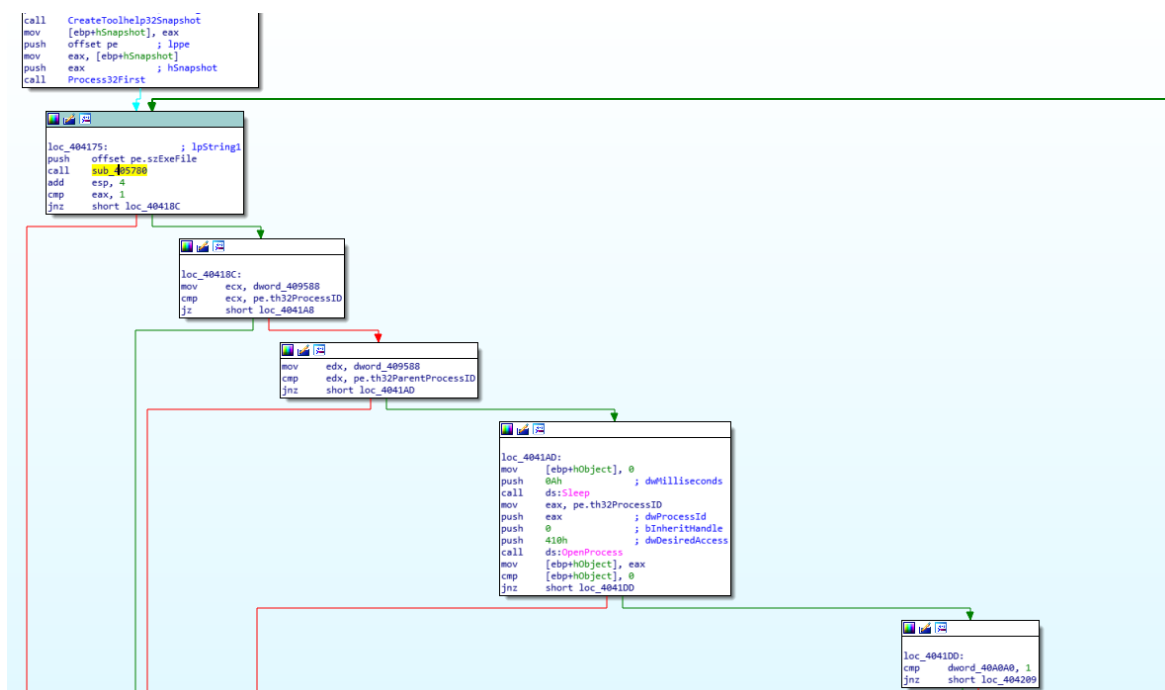 call CreateToolhelp32Snapshot
mov [ebp+hSnapshot], eax
push offset pe ; lppe
mov eax, [ebp+hSnapshot]
push eax ; hSnapshot
call Process32First
loc_404175: ; lpString1
push offset pe.szExeFile
call sub_405780
add esp, 4
cmp eax, 1
jnz short loc_40418C
loc_40418C:
mov ecx, dword_409588
cmp ecx, pe.th32ProcessID
jz short loc_4041A8
mov edx, dword_409588
cmp edx, pe.th32ParentProcessID
jnz short loc_4041AD
loc_4041AD:
mov [ebp+hObject], 0
push 0Ah ; dwMilliseconds
call ds:Sleep
mov eax, pe.th32ProcessID
push eax ; dwProcessId
push 0 ; bInheritHandle
push 410h ; dwDesiredAccess
call ds:OpenProcess
mov [ebp+hObject], eax
cmp [ebp+hObject], 0
jnz short loc_4041DD
loc_4041DD:
cmp dword_40A0A0, 1
jnz short loc_404209